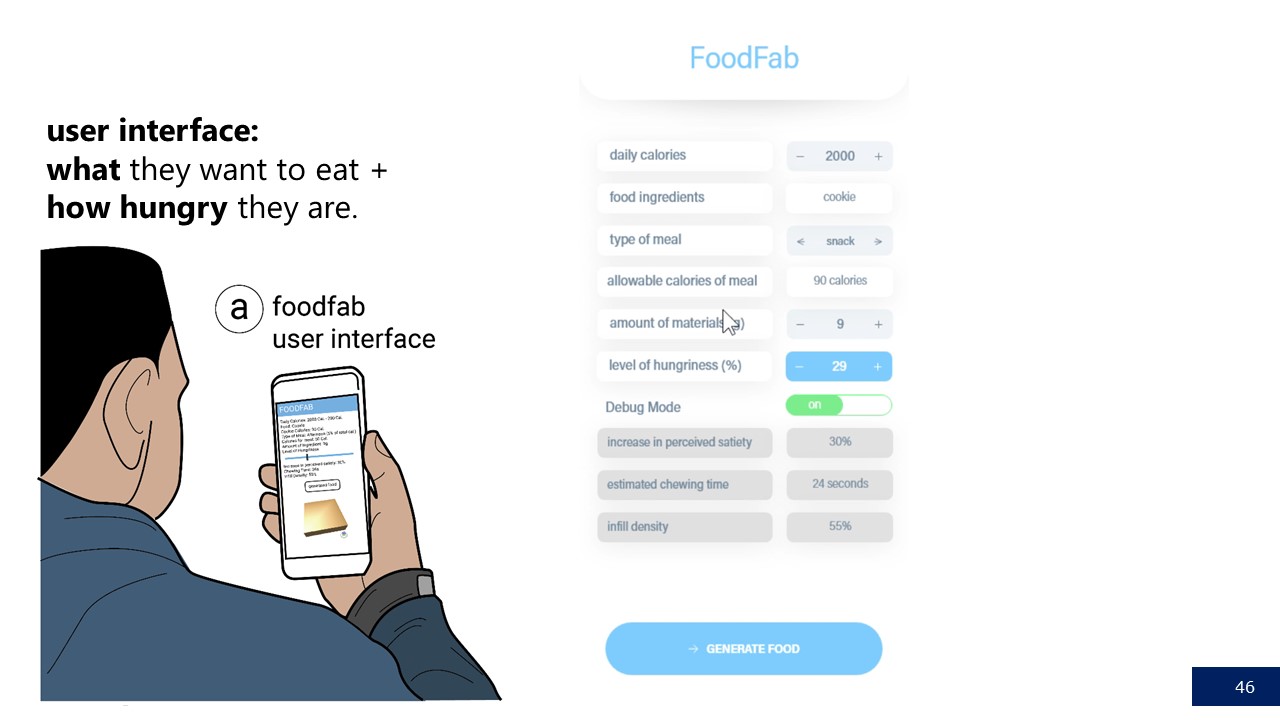 FoodFab
user interface:
what they want to eat +
how hungry they are.
a foodfab
user interface
FOODFAB
daily calories − 2000 +
food ingredients cookie
type of meal < snack >
allowable calories of meal 90 calories
amount of materials g) − 9 +
level of hungriness (%) − 29 +
Debug Mode on
increase in perceived satiety 30%
estimated chewing time 24 seconds
infill density 55%
→ GENERATE FOOD
46